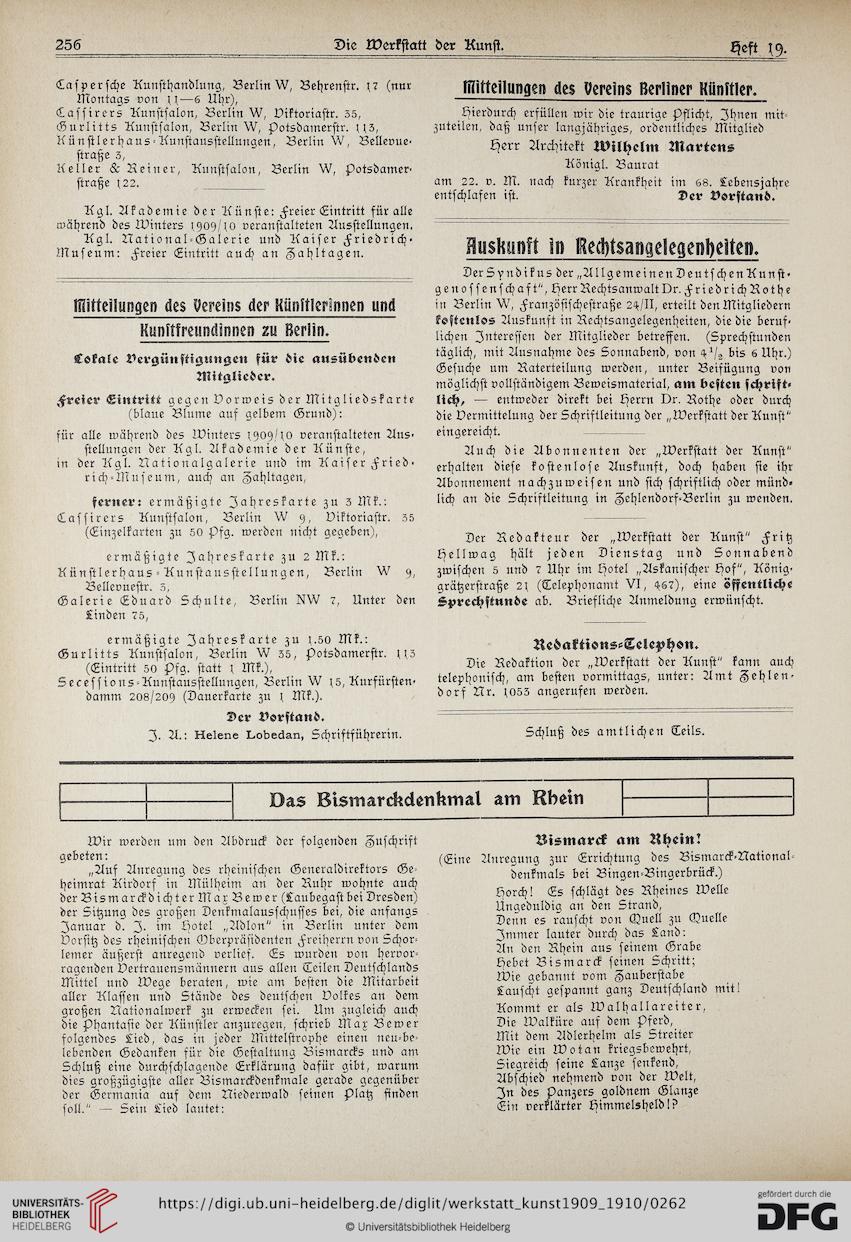 256
Die Werkstatt der Kunst.
Heft 19.
Caspersche Kunsthandlung, Berlin W, Behrenstr. 17 (nur
Montags von 11—6 Uhr),
Cassirers Kunstsalon, Berlin W, Viktoriastr. 35,
Gurlitts Kunstsalon, Berlin W, Potsdamerstr. 113,
Künstlerhaus-Kunstausstellungen, Berlin W, Bellevue-
straße 3,
Keller & Reiner, Kunstsalon, Berlin W, Potsdamer-
straße 122.
Kgl. Akademie der Künste: Freier Eintritt für alle
während des Winters 1909/10 veranstalteten Ausstellungen.
Kgl. National-Galerie und Kaiser Friedrich-
Museum: Freier Eintritt auch an Zahltagen.
Mitteilungen des Vereins der Künstlerinnen und
Kunstfreundinnen zu Berlin.
Lokale Vergünstigungen für die ausübenden
Mitglieder.
Freier Eintritt gegen Vorweis der Mitgliedskarte
(blaue Blume auf gelbem Grund):
für alle während des Winters 1909/10 veranstalteten Aus-
stellungen der Kgl. Akademie der Künste,
in der Kgl. Nationalgalerie und im Kaiser Fried-
rich-Museum, auch an Zahltagen,
ferner: ermäßigte Jahreskarte zu 3 Mk.:
Cassirers Kunstsalon, Berlin W 9, Viktoriastr. 35
(Einzelkarten zu 50 Pfg. werden nicht gegeben),
ermäßigte Jahreskarte zu 2 Mk.:
Künstlerhaus-Kunstausstellungen, Berlin W 9,
Bellevuestr. 3,
Galerie Eduard Schulte, Berlin NW 7, Unter den
Linden 75,
ermäßigte Jahreskarte zu 1.50 Mk.:
Gurlitts Kunstsalon, Berlin W 35, Potsdamerstr. 113
(Eintritt 50 Pfg. statt 1 Mk.),
Secessions-Kunstausstellungen, Berlin W 15, Kurfürsten-
damm 208/209 (Dauerkarte zu 1 Mk.).
Der Vorstand.
J. A.: Helene Lobedan, Schriftführerin.
Mitteilungen des Vereins Berliner Künstler.
Hierdurch erfüllen wir die traurige Pflicht, Ihnen mit-
zuteilen, daß unser langjähriges, ordentliches Mitglied
Herr Architekt Wilhelm Martens
Königl. Baurat
am 22. v. M. nach kurzer Krankheit im 68. Lebensjahre
entschlafen ist. Der Vorstand.
Auskunft in Rechtsangelegenheiten.
Der Syndikus der „Allgemeinen Deutschen Kunst-
genossenschaft“, Herr Rechtsanwalt Dr. Friedrich Rothe
in Berlin W, Französischestraße 24/II, erteilt den Mitgliedern
kostenlos Auskunft in Rechtsangelegenheiten, die die beruf-
lichen Interessen der Mitglieder betreffen. (Sprechstunden
täglich, mit Ausnahme des Sonnabend, von 4½ bis 6 Uhr.)
Gesuche um Raterteilung werden, unter Beifügung von
möglichst vollständigem Beweismaterial, am besten schrift-
lich, — entweder direkt bei Herrn Dr. Rothe oder durch
die Vermittelung der Schriftleitung der „Werkstatt der Kunst“
eingereicht.
Auch die Abonnenten der „Werkstatt der Kunst“
erhalten diese kostenlose Auskunft, doch haben sie ihr
Abonnement nachzuweisen und sich schriftlich oder münd-
lich an die Schriftleitung in Zehlendorf-Berlin zu wenden.
Der Redakteur der „Werkstatt der Kunst“ Fritz
Hellwag hält jeden Dienstag und Sonnabend
zwischen 5 und 7 Uhr im Hotel „Askanischer Hof“, König-
grätzerstraße 21 (Telephonamt VI, 467), eine öffentliche
Sprechstunde ab. Briefliche Anmeldung erwünscht.
Redaktions-Telephon.
Die Redaktion der „Werkstatt der Kunst“ kann auch
telephonisch, am besten vormittags, unter: Amt Zehlen-
dorf Nr. 1053 angerufen werden.
Schluß des amtlichen Teils.
Das Bismarckdenkmal am Rhein
Wir werden um den Abdruck der folgenden Zuschrift
gebeten:
„Auf Anregung des rheinischen Generaldirektors Ge-
heimrat Kirdorf in Mülheim an der Ruhr wohnte auch
der Bismarckdichter Max Bewer (Laubegast bei Dresden)
der Sitzung des großen Denkmalausschusses bei, die anfangs
Januar d. J. im Hotel „Adlon“ in Berlin unter dem
Vorsitz des rheinischen Oberpräsidenten Freiherrn von Schor-
lemer äußerst anregend verlief. Es wurden von hervor-
ragenden Vertrauensmännern aus allen Teilen Deutschlands
Mittel und Wege beraten, wie am besten die Mitarbeit
aller Klassen und Stände des deutschen Volkes an dem
großen Nationalwerk zu erwecken sei. Um zugleich auch
die Phantasie der Künstler anzuregen, schrieb Max Bewer
folgendes Lied, das in jeder Mittelstrophe einen neu-be-
lebenden Gedanken für die Gestaltung Bismarcks und am
Schluß eine durchschlagende Erklärung dafür gibt, warum
dies großzügigste aller Bismarckdenkmale gerade gegenüber
der Germania auf dem Niederwald seinen Platz finden
soll.“ — Sein Lied lautet:
Bismarck am Rhein!
(Eine Anregung zur Errichtung des Bismarck-National-
denkmals bei Bingen-Bingerbrück.)
Horch! Es schlägt des Rheines Welle
Ungeduldig an den Strand,
Denn es rauscht von Quell zu Quelle
Immer lauter durch das Land:
An den Rhein aus seinem Grabe
Hebet Bismarck seinen Schritt;
Wie gebannt vom Zauberstabe
Lauscht gespannt ganz Deutschland mit!
Kommt er als Walhallareiter,
Die Walküre auf dem Pferd,
Mit dem Adlerhelm als Streiter
Wie ein Wotan kriegsbewehrt,
Siegreich seine Lanze senkend,
Abschied nehmend von der Welt,
In des Panzers goldnem Glanze
Ein verklärter Himmelsheld!?
UNIVERSITÄTS-
BIBLIOTHEK
HEIDELBERG
https://digi.ub.uni-heidelberg.de/diglit/werkstatt_kunst1909_1910/0262
© Universitätsbibliothek Heidelberg
gefördert durch die
DFG